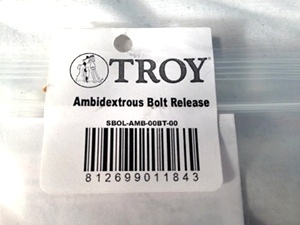 TROY
Ambidextrous Bolt Release
SBOL-AMB-00BT-00
812699011843